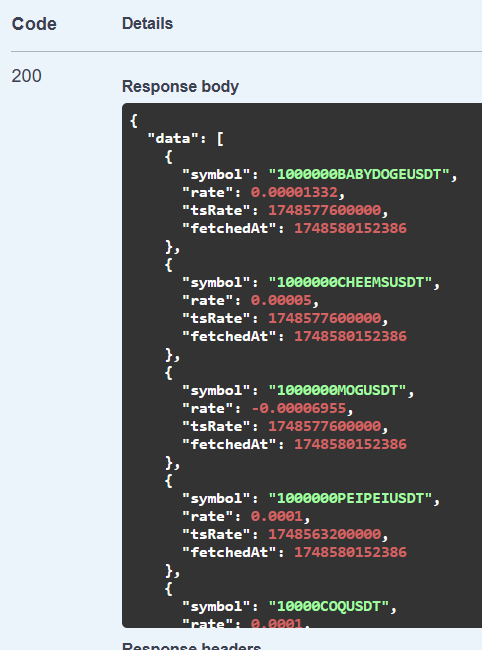 Code Details
200
Response body
{
"data": [
{
"symbol": "1000000BABYDOGEUSDT",
"rate": 0.00001332,
"tsRate": 1748577600000,
"fetchedAt": 1748580152386
},
{
"symbol": "1000000CHEEMSUSDT",
"rate": 0.00005,
"tsRate": 1748577600000,
"fetchedAt": 1748580152386
},
{
"symbol": "1000000MOGUSDT",
"rate": -0.00006955,
"tsRate": 1748577600000,
"fetchedAt": 1748580152386
},
{
"symbol": "1000000PEIPEIUSDT",
"rate": 0.0001,
"tsRate": 1748563200000,
"fetchedAt": 1748580152386
},
{
"symbol": "10000COQUSDT",
"rate": 0.0001,
Response headers